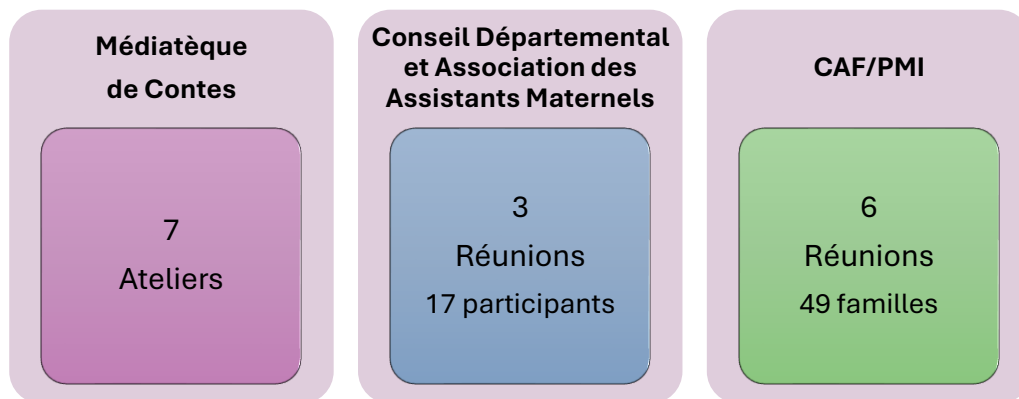 Médiatèque
de Contes
7
Ateliers
Conseil Départemental
et Association des
Assistants Maternels
3
Réunions
17 participants
CAF/PMI
6
Réunions
49 familles